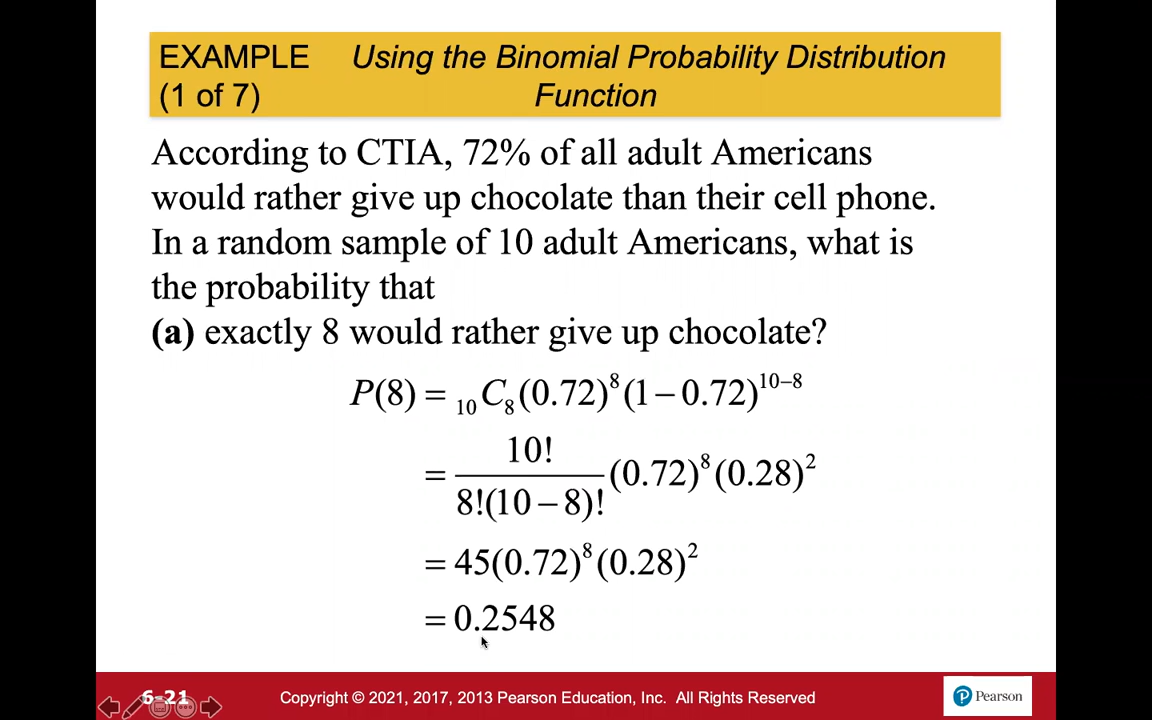 EXAMPLE Using the Binomial Probability Distribution
(1 of 7) Function
According to CTIA, 72% of all adult Americans
would rather give up chocolate than their cell phone.
In a random sample of 10 adult Americans, what is
the probability that
(a) exactly 8 would rather give up chocolate?
P(8) = ₁₀C₈(0.72)⁸(1 – 0.72)¹⁰⁻⁸
= 10!/(8!(10 – 8)!) (0.72)⁸(0.28)²
= 45(0.72)⁸(0.28)²
= 0.2548
6-21 Copyright © 2021, 2017, 2013 Pearson Education, Inc. All Rights Reserved P Pearson